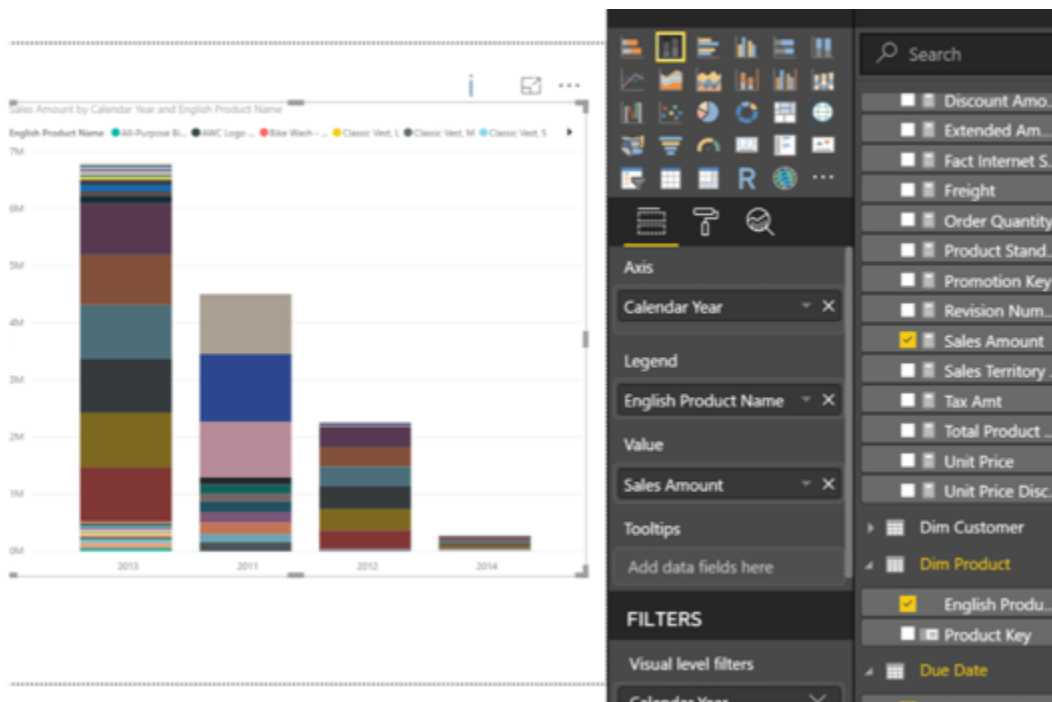 Sales Amount by Calendar Year and English Product Name
English Product Name All-Purpose Bi... AWC Logo ... Bike Wash - ... Classic Vest, L Classic Vest, M Classic Vest, S
7M
6M
5M
4M
3M
2M
1M
0M
2013 2011 2012 2014
R
Axis
Calendar Year
Legend
English Product Name
Value
Sales Amount
Tooltips
Add data fields here
FILTERS
Visual level filters
Calendar Year
Search
Discount Amo...
Extended Am...
Fact Internet S...
Freight
Order Quantity
Product Stand...
Promotion Key
Revision Num...
Sales Amount
Sales Territory ...
Tax Amt
Total Product ...
Unit Price
Unit Price Disc...
Dim Customer
Dim Product
English Produ...
Product Key
Due Date